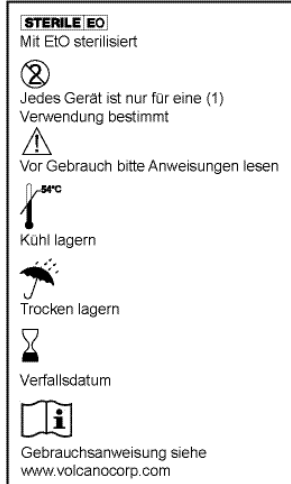 STERILE EO
Mit EtO sterilisiert
2
Jedes Gerät ist nur für eine (1)
Verwendung bestimmt
Vor Gebrauch bitte Anweisungen lesen
54°C
Kühl lagern
Trocken lagern
Verfallsdatum
i
Gebrauchsanweisung siehe
www.volcanocorp.com